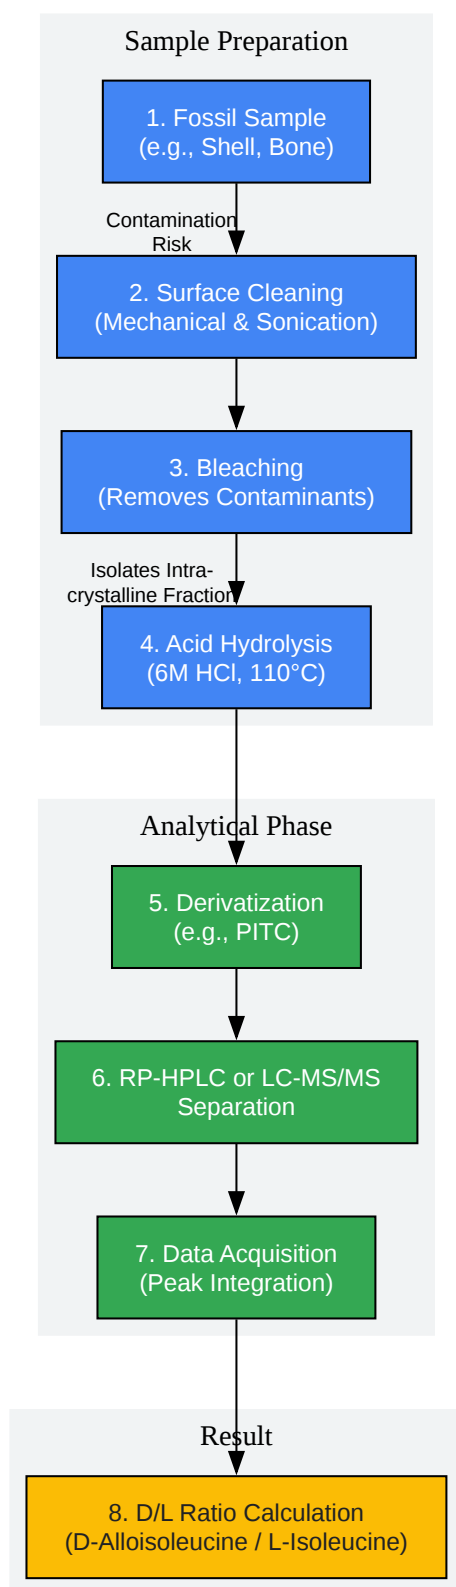 Sample Preparation
1. Fossil Sample
(e.g., Shell, Bone)
Contamination
Risk
2. Surface Cleaning
(Mechanical & Sonication)
3. Bleaching
(Removes Contaminants)
Isolates Intra-
crystalline Fraction
4. Acid Hydrolysis
(6M HCl, 110°C)
Analytical Phase
5. Derivatization
(e.g., PITC)
6. RP-HPLC or LC-MS/MS
Separation
7. Data Acquisition
(Peak Integration)
Result
8. D/L Ratio Calculation
(D-Alloisoleucine / L-Isoleucine)